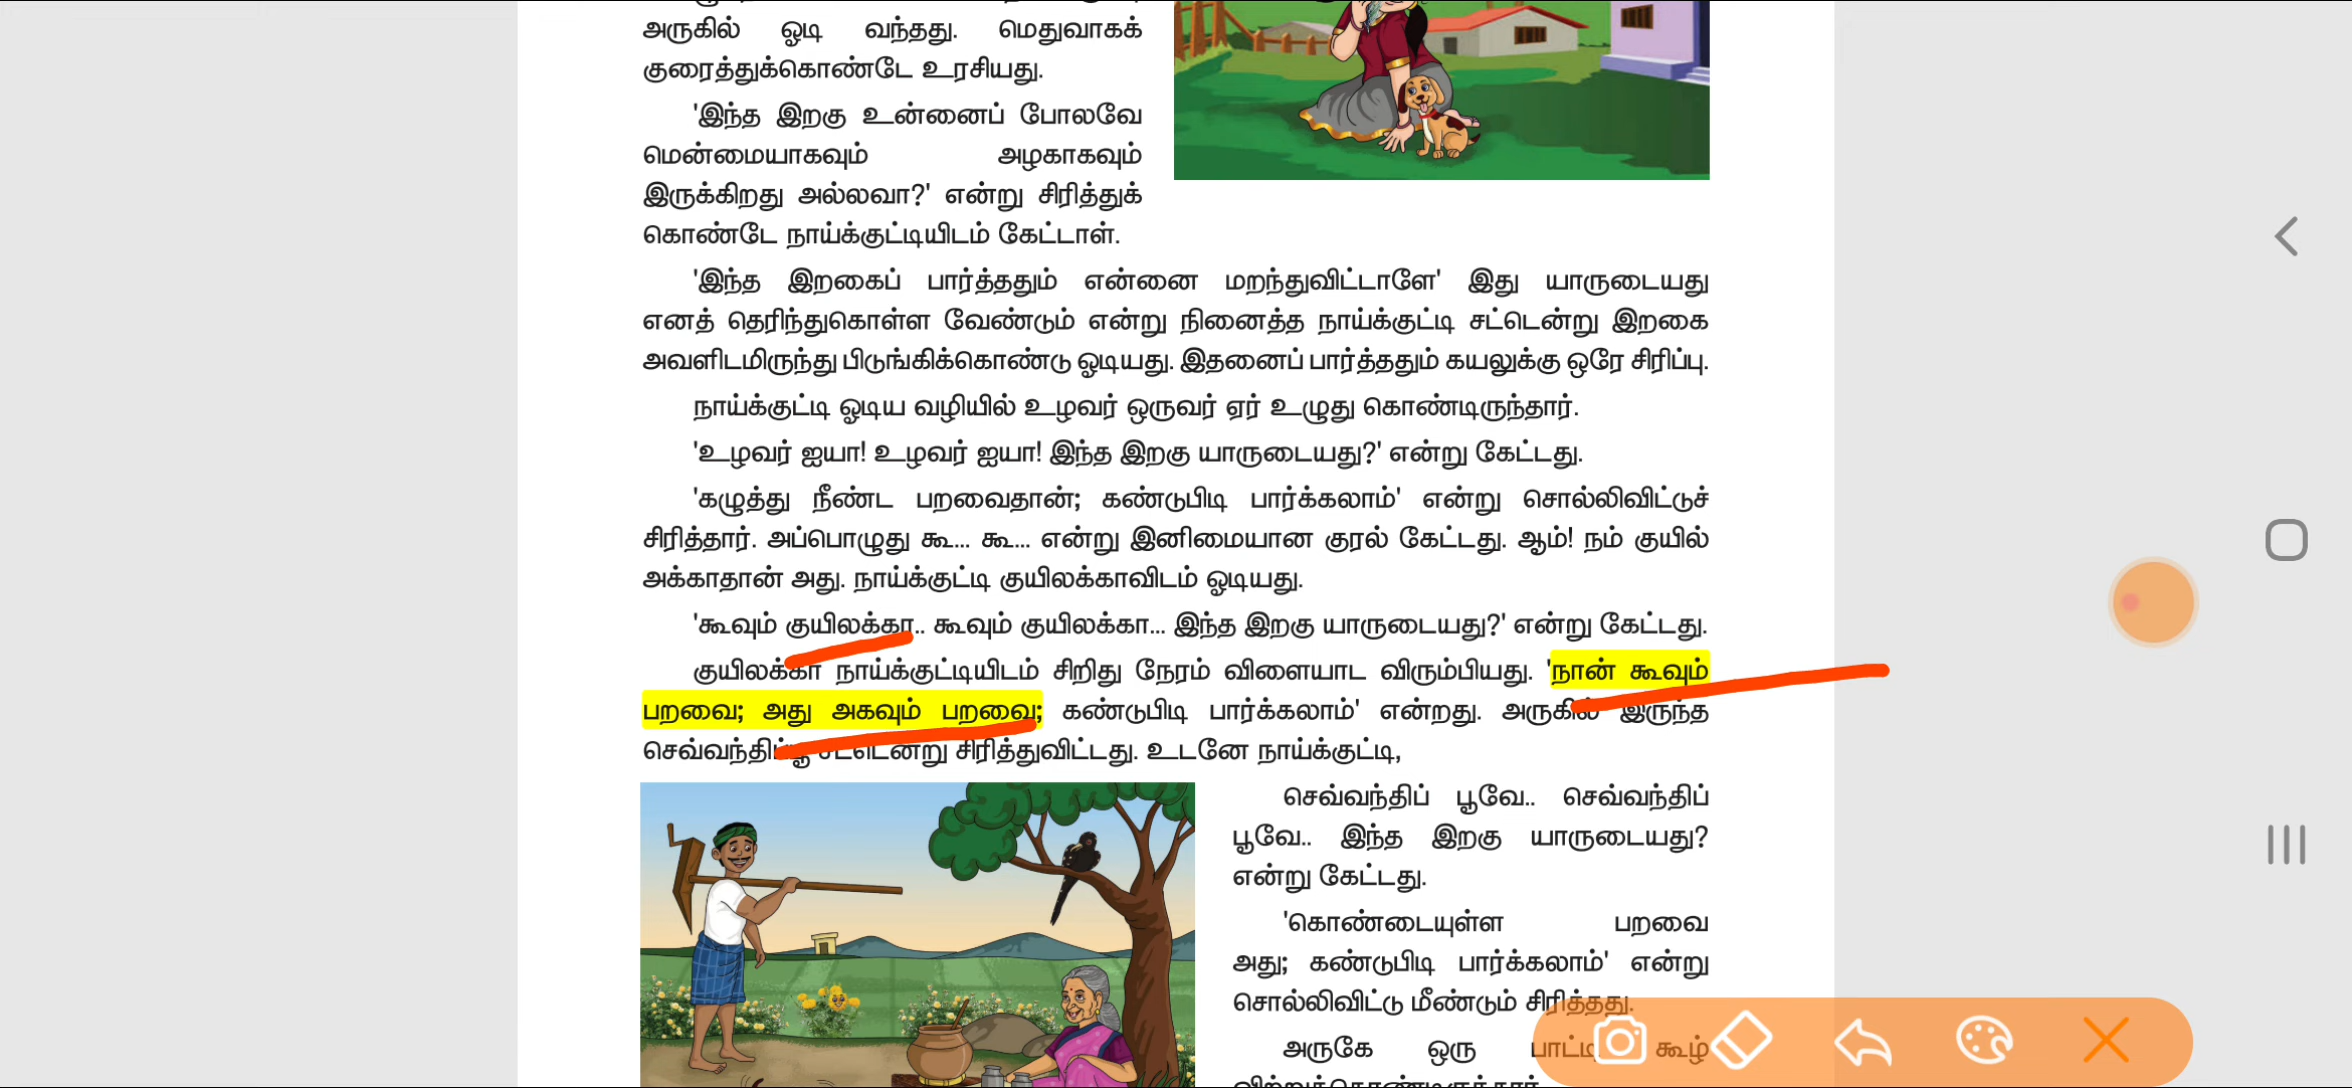 அருகில் ஓடி வந்தது. மெதுவாகக்
குரைத்துக்கொண்டே உரசியது.
'இந்த இறகு உன்னைப் போலவே
மென்மையாகவும் அழகாகவும்
இருக்கிறது அல்லவா?' என்று சிரித்துக்
கொண்டே நாய்க்குட்டியிடம் கேட்டாள்.
'இந்த இறகைப் பார்த்ததும் என்னை மறந்துவிட்டாளே' இது யாருடையது
எனத் தெரிந்துகொள்ள வேண்டும் என்று நினைத்த நாய்க்குட்டி சட்டென்று இறகை
அவளிடமிருந்து பிடுங்கிக்கொண்டு ஓடியது. இதனைப் பார்த்ததும் கயலுக்கு ஒரே சிரிப்பு.
நாய்க்குட்டி ஓடிய வழியில் உழவர் ஒருவர் ஏர் உழுது கொண்டிருந்தார்.
'உழவர் ஐயா! உழவர் ஐயா! இந்த இறகு யாருடையது?' என்று கேட்டது.
'கழுத்து நீண்ட பறவைதான்; கண்டுபிடி பார்க்கலாம்' என்று சொல்லிவிட்டுச்
சிரித்தார். அப்பொழுது கூ... கூ... என்று இனிமையான குரல் கேட்டது. ஆம்! நம் குயில்
அக்காதான் அது. நாய்க்குட்டி குயிலக்காவிடம் ஓடியது.
'கூவும் குயிலக்கா.. கூவும் குயிலக்கா... இந்த இறகு யாருடையது?' என்று கேட்டது.
குயிலக்கா நாய்க்குட்டியிடம் சிறிது நேரம் விளையாட விரும்பியது. 'நான் கூவும்
பறவை; அது அகவும் பறவை; கண்டுபிடி பார்க்கலாம்' என்றது. அருகில் இருந்த
செவ்வந்திப்பூ சட்டென்று சிரித்துவிட்டது. உடனே நாய்க்குட்டி,
செவ்வந்திப் பூவே.. செவ்வந்திப்
பூவே.. இந்த இறகு யாருடையது?
என்று கேட்டது.
'கொண்டையுள்ள பறவை
அது; கண்டுபிடி பார்க்கலாம்' என்று
சொல்லிவிட்டு மீண்டும் சிரித்தது.
அருகே ஒரு பாட்டி கூழ்